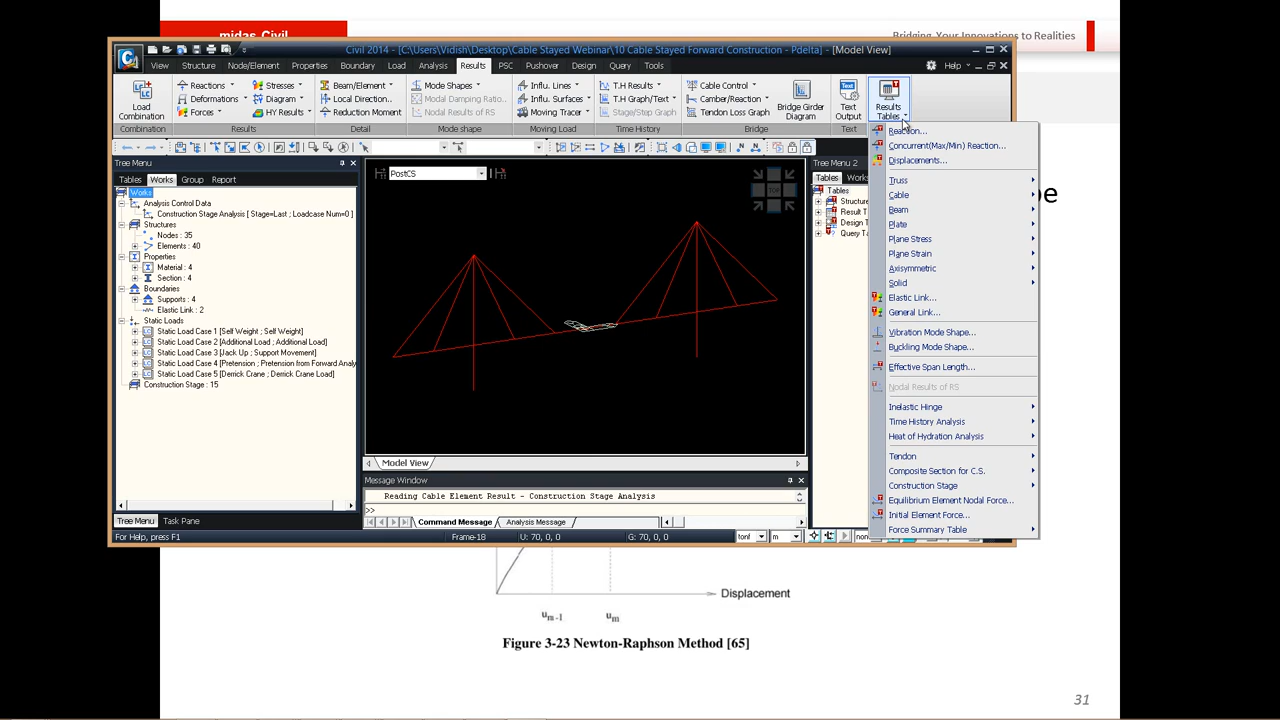 midas Civil
Bridging Your Innovations to Realities
Civil 2014 - [C:\Users\Vidish\Desktop\Cable Stayed Webinar\10 Cable Stayed Forward Construction - Pdelta] - [Model View]
View Structure Node/Element Properties Boundary Load Analysis Results PSC Pushover Design Query Tools Help
Reactions Stresses Beam/Element Mode Shapes Influ. Lines T.H Results Cable Control
Deformations Diagram Local Direction.. Modal Damping Ratio.. Influ. Surfaces T.H Graph/Text Camber/Reaction
Forces HY Results Reduction Moment Nodal Results of RS Moving Tracer Stage/Step Graph Tendon Loss Graph
Load Combination
Bridge Girder Diagram
Text Output
Results Tables
Combination Results Detail Mode shape Moving Load Time History Bridge Text
Tree Menu
Tables Works Group Report
Works
Analysis Control Data
Construction Stage Analysis [ Stage=Last ; Loadcase Num=0 ]
Structures
Nodes : 35
Elements : 40
Properties
Material : 4
Section : 4
Boundaries
Supports : 4
Elastic Link : 2
Static Loads
Static Load Case 1 [Self Weight ; Self Weight]
Static Load Case 2 [Additional Load ; Additional Load]
Static Load Case 3 [Jack Up ; Support Movement]
Static Load Case 4 [Pretension ; Pretension from Forward Analy
Static Load Case 5 [Derrick Crane ; Derrick Crane Load]
Construction Stage : 15
Tree Menu Task Pane
PostCS
TOP
Model View
Message Window
Reading Cable Element Result - Construction Stage Analysis
>>
Command Message Analysis Message
Tree Menu 2
Tables Works
Tables
Structure
Result T
Design T
Query Ta
Reaction...
Concurrent(Max/Min) Reaction...
Displacements...
Truss
Cable
Beam
Plate
Plane Stress
Plane Strain
Axisymmetric
Solid
Elastic Link...
General Link...
Vibration Mode Shape...
Buckling Mode Shape...
Effective Span Length...
Nodal Results of RS
Inelastic Hinge
Time History Analysis
Heat of Hydration Analysis
Tendon
Composite Section for C.S.
Construction Stage
Equilibrium Element Nodal Force...
Initial Element Force...
Force Summary Table
be
For Help, press F1 Frame-18 U: 70, 0, 0 G: 70, 0, 0 tonf m non
Displacement
um-1 um
Figure 3-23 Newton-Raphson Method [65]
31